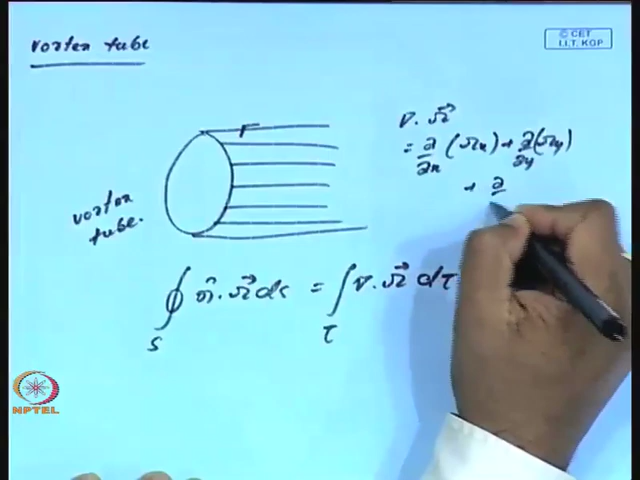 vortex tube
© CET
I.I.T. KGP
∇. Ω⃗
= ∂/∂x (Ωx) + ∂/∂y (Ωy)
+ ∂
vortex
tube.
∮ n̂. Ω⃗ ds = ∫ ∇. Ω⃗ dτ
S τ
NPTEL